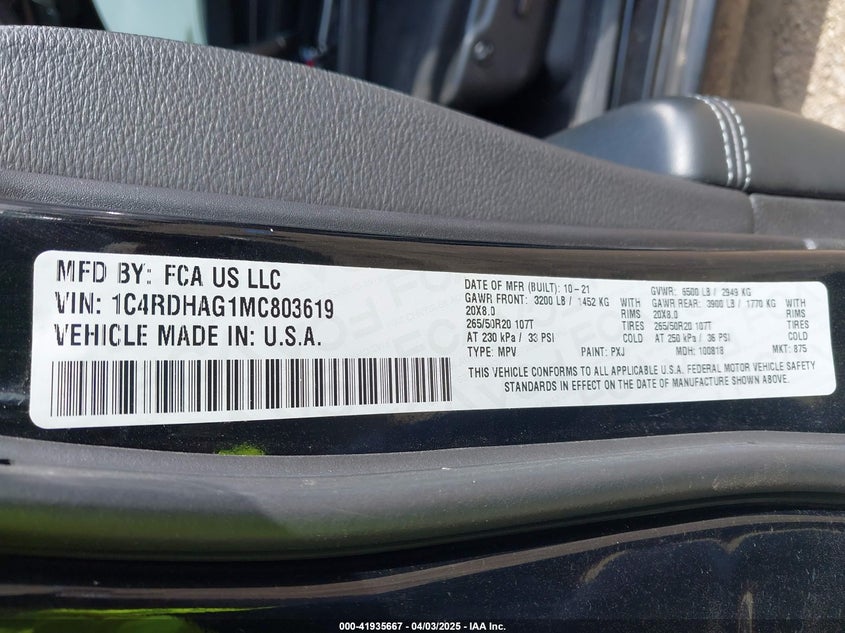 MFD BY: FCA US LLC
VIN: 1C4RDHAG1MC803619
VEHICLE MADE IN: U.S.A.
DATE OF MFR (BUILT): 10-21 GVWR: 6500 LB / 2949 KG
GAWR FRONT: 3200 LB / 1452 KG GAWR REAR: 3900 LB / 1770 KG
20X8.0 RIMS 20X8.0 RIMS
265/50R20 107T TIRES 265/50R20 107T TIRES
AT 230 kPa / 33 PSI COLD AT 250 kPa / 36 PSI COLD
TYPE: MPV PAINT: PXJ MDH: 100818 MKT: 875
THIS VEHICLE CONFORMS TO ALL APPLICABLE U.S.A. FEDERAL MOTOR VEHICLE SAFETY
STANDARDS IN EFFECT ON THE DATE OF MANUFACTURE SHOWN ABOVE.
000-41935667 - 04/03/2025 - IAA Inc.